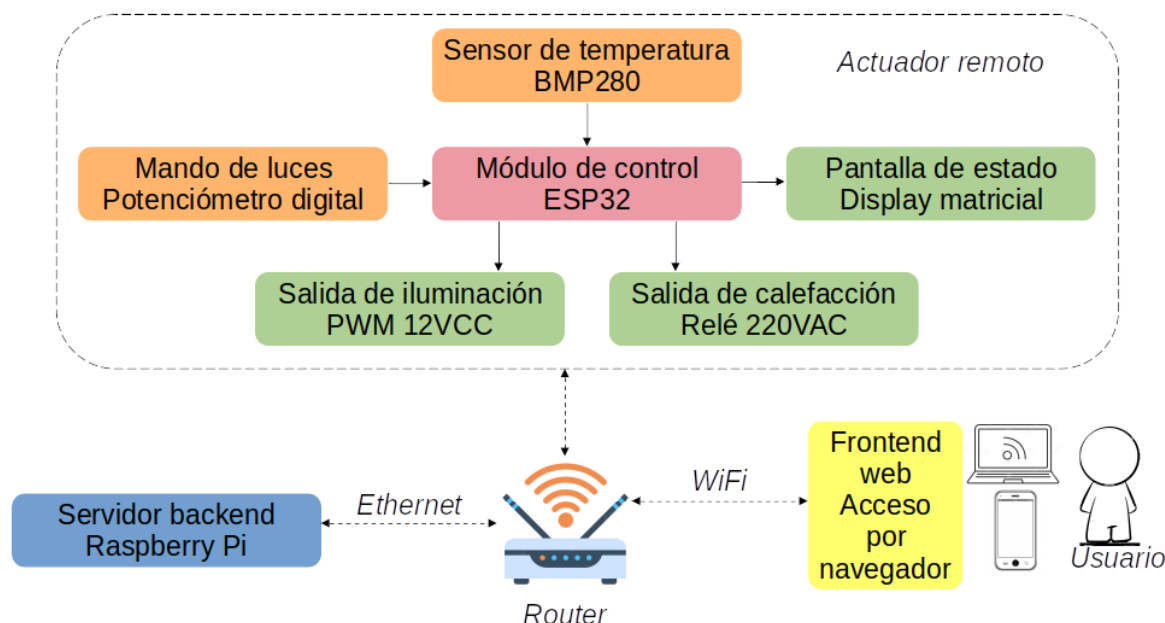 Sensor de temperatura
BMP280
Actuador remoto
Mando de luces
Potenciómetro digital
Módulo de control
ESP32
Pantalla de estado
Display matricial
Salida de iluminación
PWM 12VCC
Salida de calefacción
Relé 220VAC
Servidor backend
Raspberry Pi
Ethernet
Router
WiFi
Frontend
web
Acceso
por
navegador
Usuario